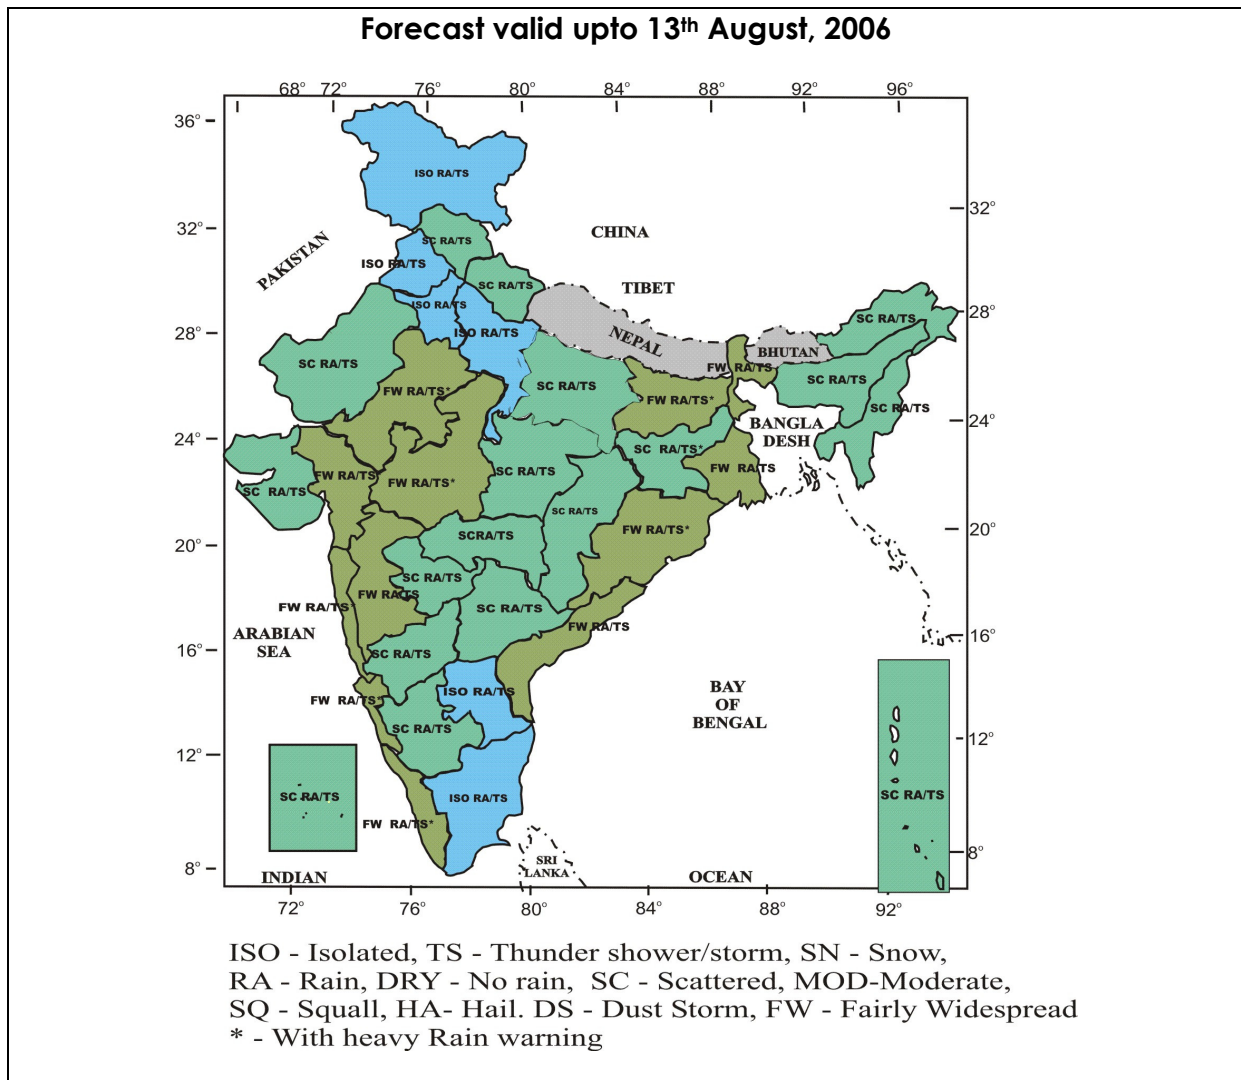 Forecast valid upto 13th August, 2006
68° 72° 76° 80° 84° 88° 92° 96°
36°
ISO RA/TS
32°
32°
CHINA
SC RA/TS
PAKISTAN
ISO RA/TS
SC RA/TS
TIBET
ISO RA/TS
28°
SC RA/TS
28°
ISO RA/TS
NEPAL
BHUTAN
SC RA/TS
FW RA/TS
SC RA/TS
SC RA/TS
FW RA/TS*
FW RA/TS*
SC RA/TS
24°
BANGLA
DESH
24°
SC RA/TS*
FW RA/TS
SC RA/TS
FW RA/TS
FW RA/TS*
SC RA/TS
SC RA/TS
FW RA/TS*
20°
20°
SCRA/TS
SC RA/TS
FW RA/TS
FW RA/TS*
SC RA/TS
FW RA/TS
ARABIAN
SEA
16°
16°
SC RA/TS
ISO RA/TS
FW RA/TS*
BAY
OF
BENGAL
SC RA/TS
12°
12°
SC RA/TS
ISO RA/TS
SC RA/TS
FW RA/TS*
8°
8°
SRI
LANKA
INDIAN
OCEAN
72° 76° 80° 84° 88° 92°
ISO - Isolated, TS - Thunder shower/storm, SN - Snow,
RA - Rain, DRY - No rain, SC - Scattered, MOD-Moderate,
SQ - Squall, HA- Hail. DS - Dust Storm, FW - Fairly Widespread
* - With heavy Rain warning